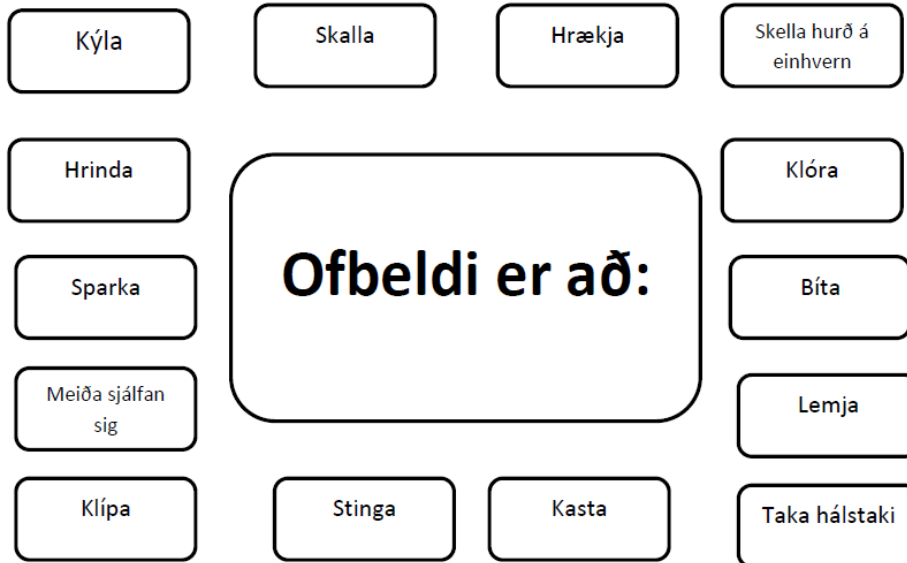 Kýla
Skalla
Hrækja
Skella hurð á
einhvern
Hrinda
Klóra
Ofbeldi er að:
Sparka
Bíta
Meiða sjálfan
sig
Lemja
Klípa
Stinga
Kasta
Taka hálstaki